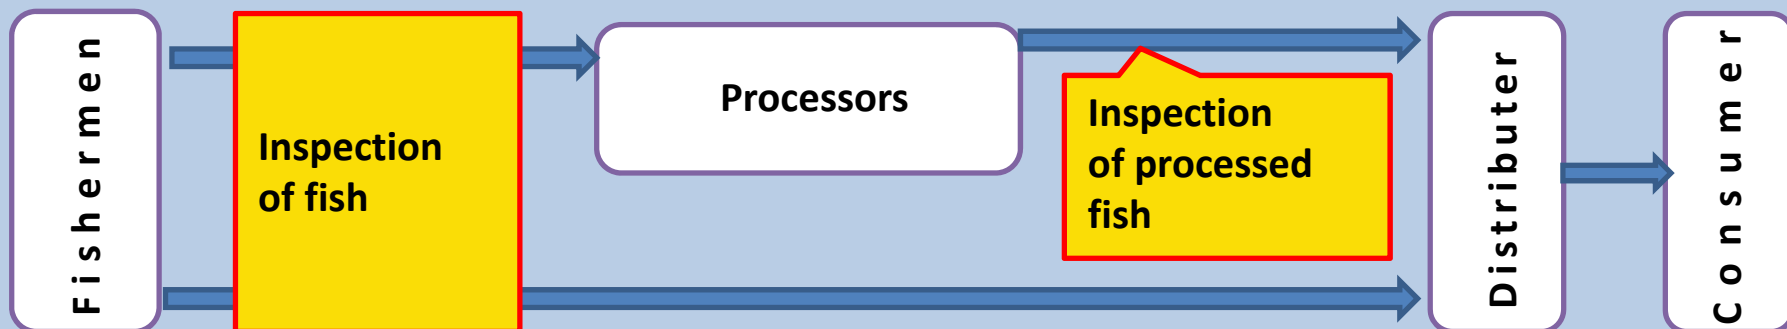 Fishermen
Inspection
of fish
Processors
Inspection
of processed
fish
Distributer
Consumer